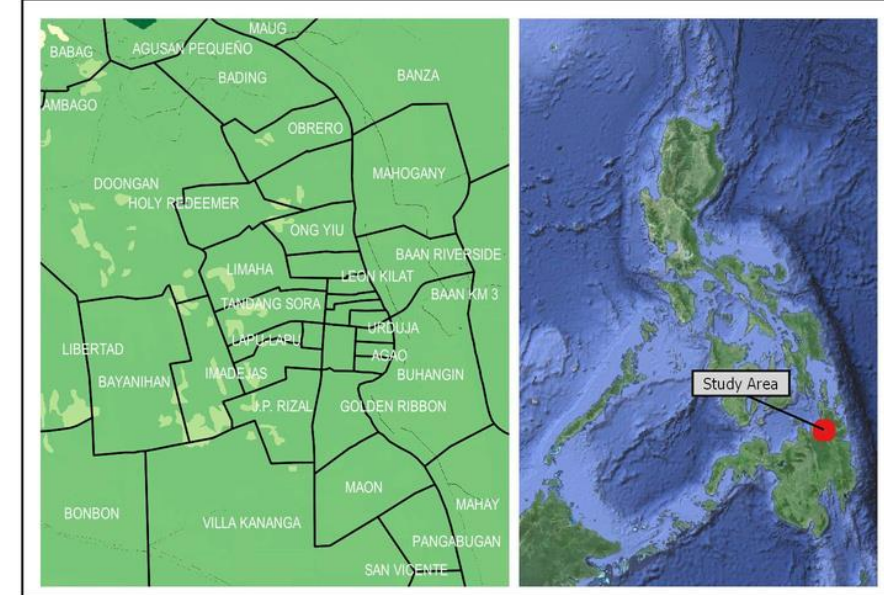 MAUG
BABAG
AGUSAN PEQUEÑO
BADING
BANZA
AMBAGO
OBRERO
MAHOGANY
DOONGAN
HOLY REDEEMER
ONG YIU
BAAN RIVERSIDE
LIMAHA
LEON KILAT
BAAN KM 3
TANDANG SORA
URDUJA
LAPU-LAPU
LIBERTAD
AGAO
IMADEJAS
BUHANGIN
BAYANIHAN
J.P. RIZAL
GOLDEN RIBBON
MAON
MAHAY
BONBON
VILLA KANANGA
PANGABUGAN
SAN VICENTE
Study Area